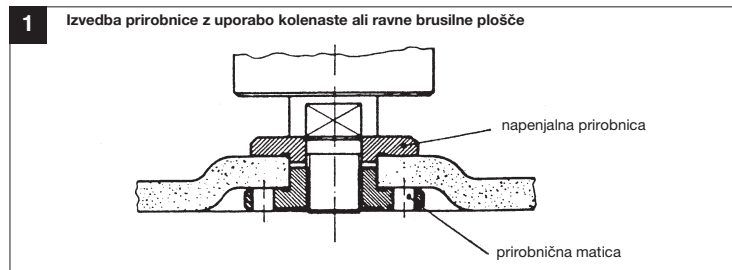 1
Izvedba prirobnice z uporabo kolenaste ali ravne brusilne plošče
napenjalna prirobnica
prirobnična matica